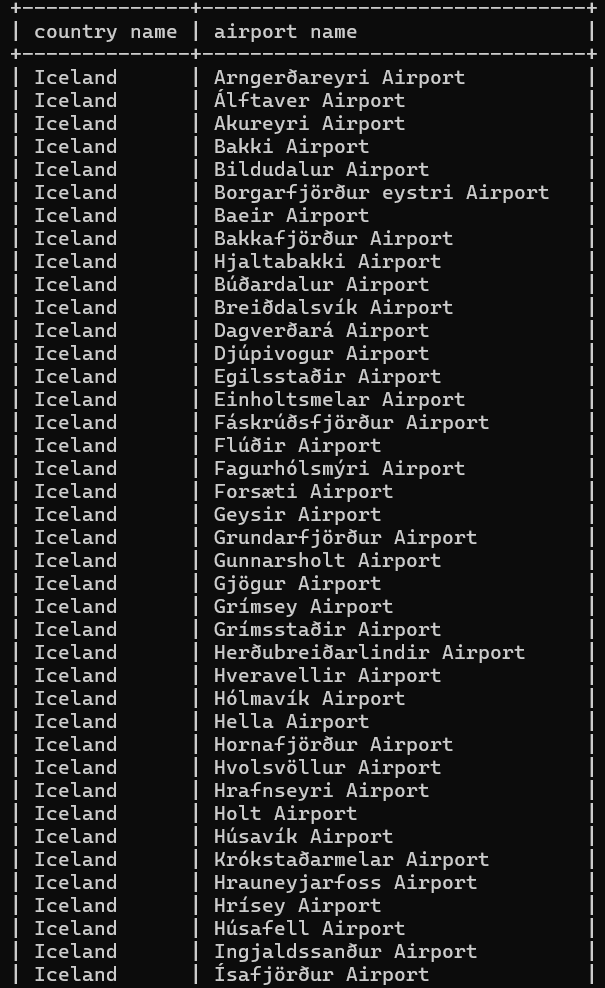 +--------------+--------------------------------+
| country name | airport name                   |
+--------------+--------------------------------+
| Iceland      | Arngerðareyri Airport          |
| Iceland      | Álftaver Airport               |
| Iceland      | Akureyri Airport               |
| Iceland      | Bakki Airport                  |
| Iceland      | Bildudalur Airport             |
| Iceland      | Borgarfjörður eystri Airport   |
| Iceland      | Baeir Airport                  |
| Iceland      | Bakkafjörður Airport           |
| Iceland      | Hjaltabakki Airport            |
| Iceland      | Búðardalur Airport             |
| Iceland      | Breiðdalsvík Airport           |
| Iceland      | Dagverðará Airport             |
| Iceland      | Djúpivogur Airport             |
| Iceland      | Egilsstaðir Airport            |
| Iceland      | Einholtsmelar Airport          |
| Iceland      | Fáskrúðsfjörður Airport        |
| Iceland      | Flúðir Airport                 |
| Iceland      | Fagurhólsmýri Airport          |
| Iceland      | Forsæti Airport                |
| Iceland      | Geysir Airport                 |
| Iceland      | Grundarfjörður Airport         |
| Iceland      | Gunnarsholt Airport            |
| Iceland      | Gjögur Airport                 |
| Iceland      | Grímsey Airport                |
| Iceland      | Grímsstaðir Airport            |
| Iceland      | Herðubreiðarlindir Airport     |
| Iceland      | Hveravellir Airport            |
| Iceland      | Hólmavík Airport               |
| Iceland      | Hella Airport                  |
| Iceland      | Hornafjörður Airport           |
| Iceland      | Hvolsvöllur Airport            |
| Iceland      | Hrafnseyri Airport             |
| Iceland      | Holt Airport                   |
| Iceland      | Húsavík Airport                |
| Iceland      | Krókstaðarmelar Airport        |
| Iceland      | Hrauneyjarfoss Airport         |
| Iceland      | Hrísey Airport                 |
| Iceland      | Húsafell Airport               |
| Iceland      | Ingjaldssanður Airport         |
| Iceland      | Ísafjörður Airport             |